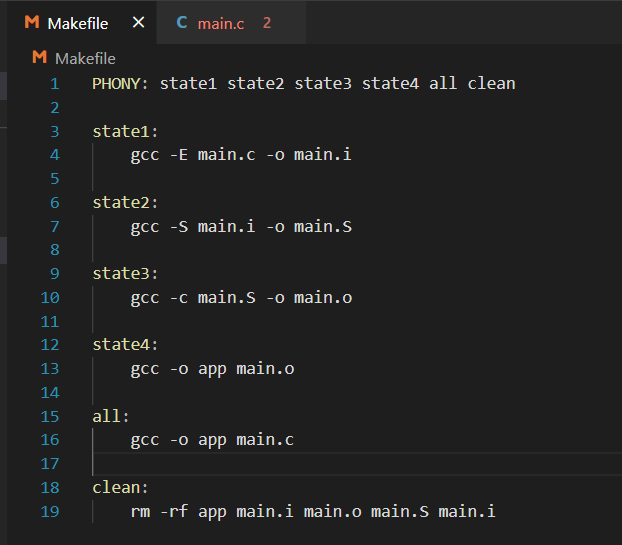 Makefile × C main.c 2
Makefile
1 PHONY: state1 state2 state3 state4 all clean
2
3 state1:
4 gcc -E main.c -o main.i
5
6 state2:
7 gcc -S main.i -o main.S
8
9 state3:
10 gcc -c main.S -o main.o
11
12 state4:
13 gcc -o app main.o
14
15 all:
16 gcc -o app main.c
17
18 clean:
19 rm -rf app main.i main.o main.S main.i